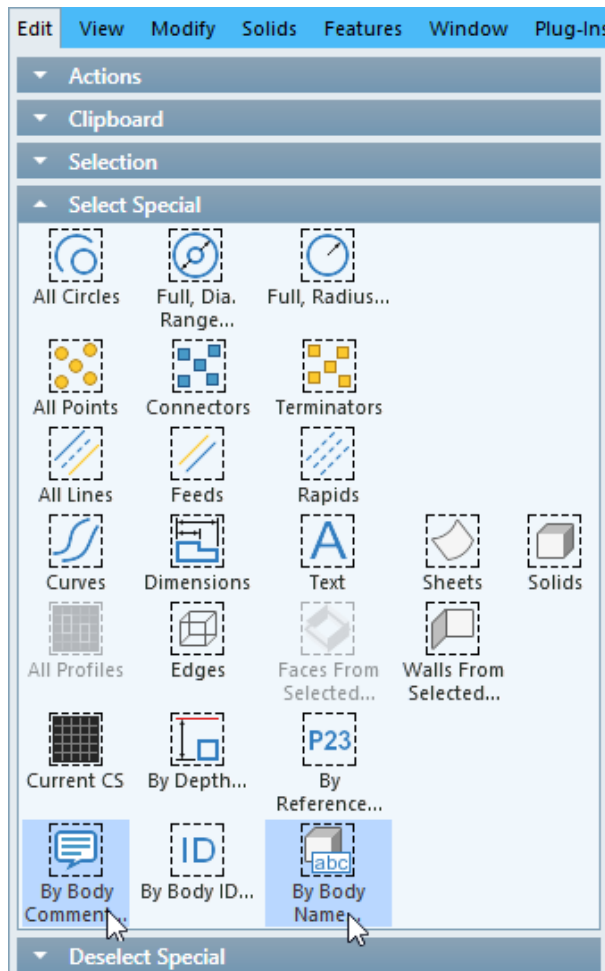 Edit View Modify Solids Features Window Plug-Ins
Actions
Clipboard
Selection
Select Special
All Circles Full, Dia. Full, Radius...
Range...
All Points Connectors Terminators
All Lines Feeds Rapids
A
Curves Dimensions Text Sheets Solids
All Profiles Edges Faces From Walls From
Selected... Selected...
P23
Current CS By Depth... By
Reference...
ID abc
By Body By Body ID... By Body
Comment... Name...
Deselect Special